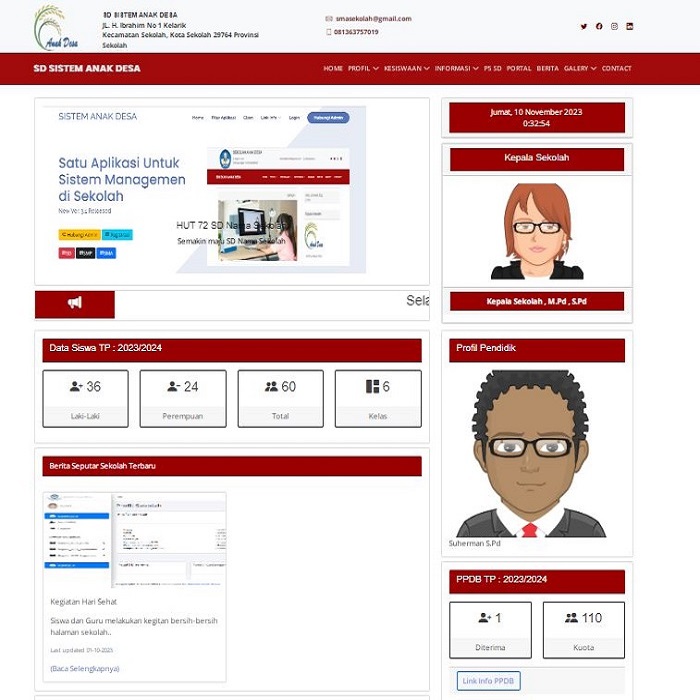 Anak Desa
SD SISTEM ANAK DESA
JL. H. Ibrahim No 1 Kelarik
Kecamatan Sekolah, Kota Sekolah 29764 Provinsi
Sekolah
smasekolah@gmail.com
081363757019
SD SISTEM ANAK DESA
HOME PROFIL KESISWAAN INFORMASI P5 SD PORTAL BERITA GALERY CONTACT
SISTEM ANAK DESA
Home Fitur Aplikasi Client Link Info Login Hubungi Admin
Satu Aplikasi Untuk
Sistem Managemen
di Sekolah
New Ver 3.4 Released
Hubungi Admin Registrasi
SD SMP SMA
HUT 72 SD Nama Sekolah
Semakin maju SD Nama Sekolah
Sela
Jumat, 10 November 2023
0:32:54
Kepala Sekolah
Kepala Sekolah , M.Pd , S.Pd
Data Siswa TP : 2023/2024
36
Laki-Laki
24
Perempuan
60
Total
6
Kelas
Berita Seputar Sekolah Terbaru
Kegiatan Hari Sehat
Siswa dan Guru melakukan kegitan bersih-bersih
halaman sekolah..
Last updated 01-10-2023
(Baca Selengkapnya)
Profil Pendidik
Suherman S.Pd
PPDB TP : 2023/2024
1
Diterima
110
Kuota
Link Info PPDB